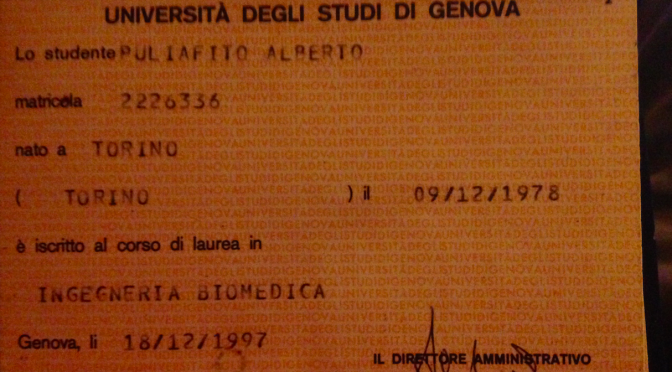 UNIVERSITÀ DEGLI STUDI DI GENOVA
Lo studente PULIAFITO ALBERTO
matricola 2226336
nato a TORINO
( TORINO ) il 09/12/1978
è iscritto al corso di laurea in
INGEGNERIA BIOMEDICA
Genova, li 18/12/1997
IL DIRETTORE AMMINISTRATIVO